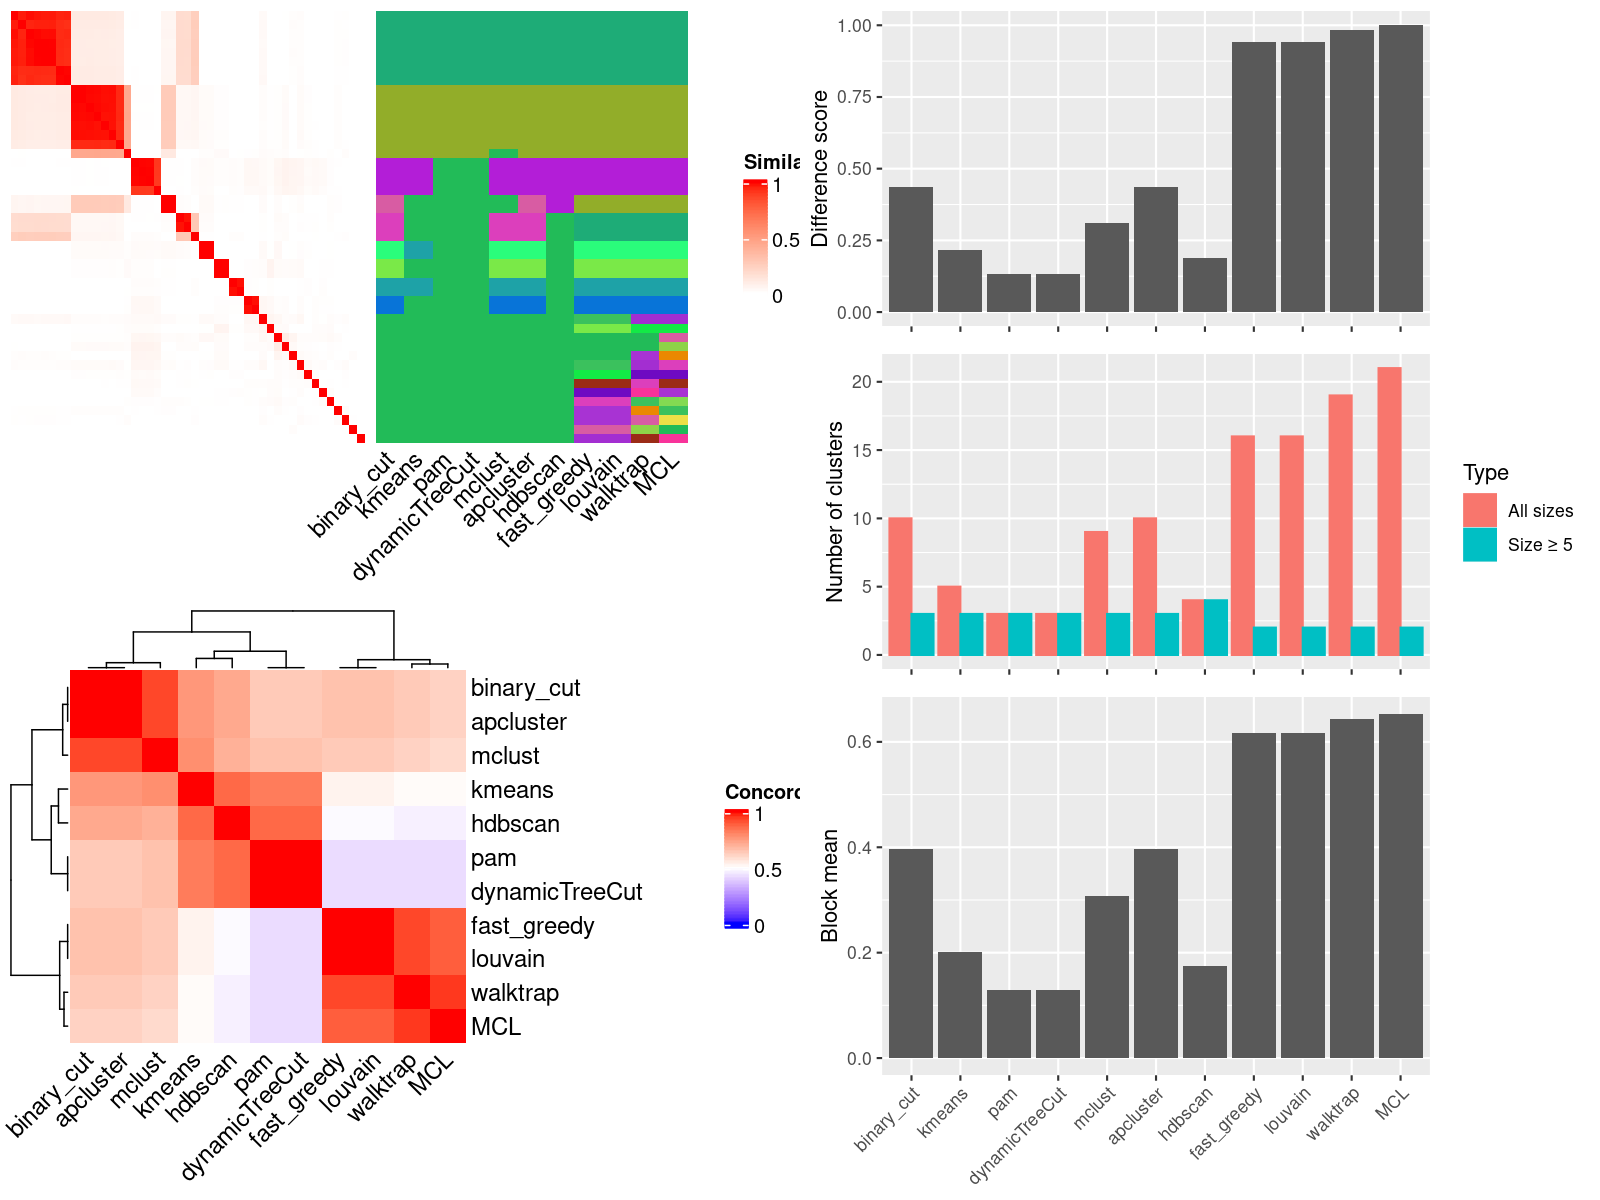 Simila
1
0.5
0
binary_cut
kmeans
pam
dynamicTreeCut
mclust
apcluster
hdbscan
fast_greedy
louvain
walktrap
MCL
binary_cut
apcluster
mclust
kmeans
hdbscan
pam
dynamicTreeCut
fast_greedy
louvain
walktrap
MCL
Concord
1
0.5
0
binary_cut
apcluster
mclust
kmeans
hdbscan
pam
dynamicTreeCut
fast_greedy
louvain
walktrap
MCL
Difference score
1.00
0.75
0.50
0.25
0.00
Number of clusters
20
15
10
5
0
Type
All sizes
Size ≥ 5
Block mean
0.6
0.4
0.2
0.0
binary_cut
kmeans
pam
dynamicTreeCut
mclust
apcluster
hdbscan
fast_greedy
louvain
walktrap
MCL